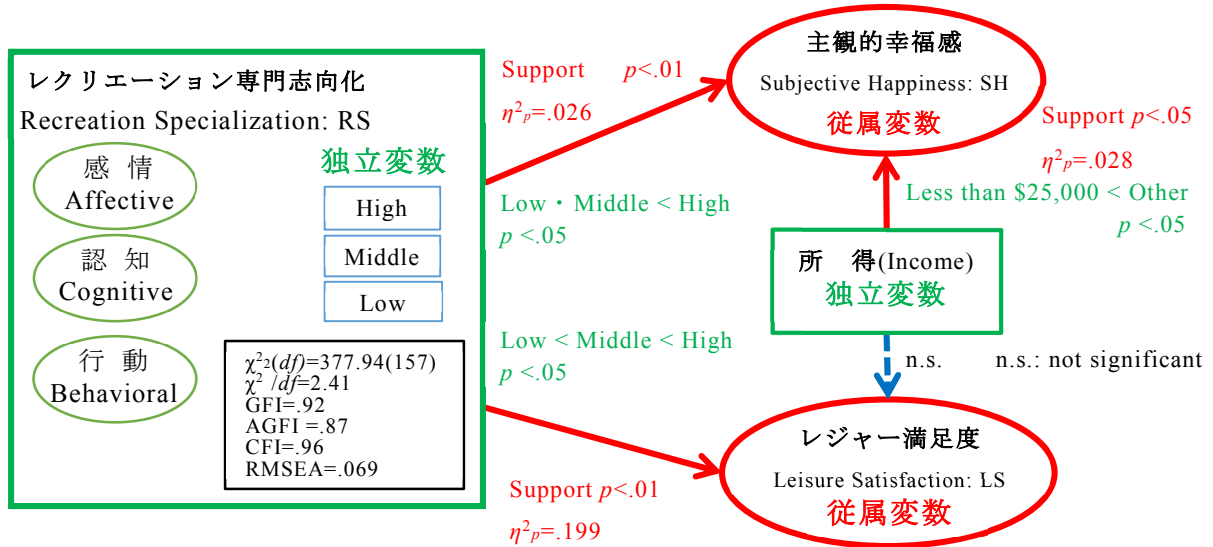 レクリエーション専門志向化
Recreation Specialization: RS
感 情
Affective
認 知
Cognitive
行 動
Behavioral
独立変数
High
Middle
Low
χ²₂(df)=377.94(157)
χ² /df=2.41
GFI=.92
AGFI =.87
CFI=.96
RMSEA=.069
Support p<.01
η²ₚ=.026
Low・Middle < High
p <.05
Low < Middle < High
p <.05
Support p<.01
η²ₚ=.199
主観的幸福感
Subjective Happiness: SH
従属変数
Support p<.05
η²ₚ=.028
Less than $25,000 < Other
p <.05
所 得(Income)
独立変数
n.s. n.s.: not significant
レジャー満足度
Leisure Satisfaction: LS
従属変数